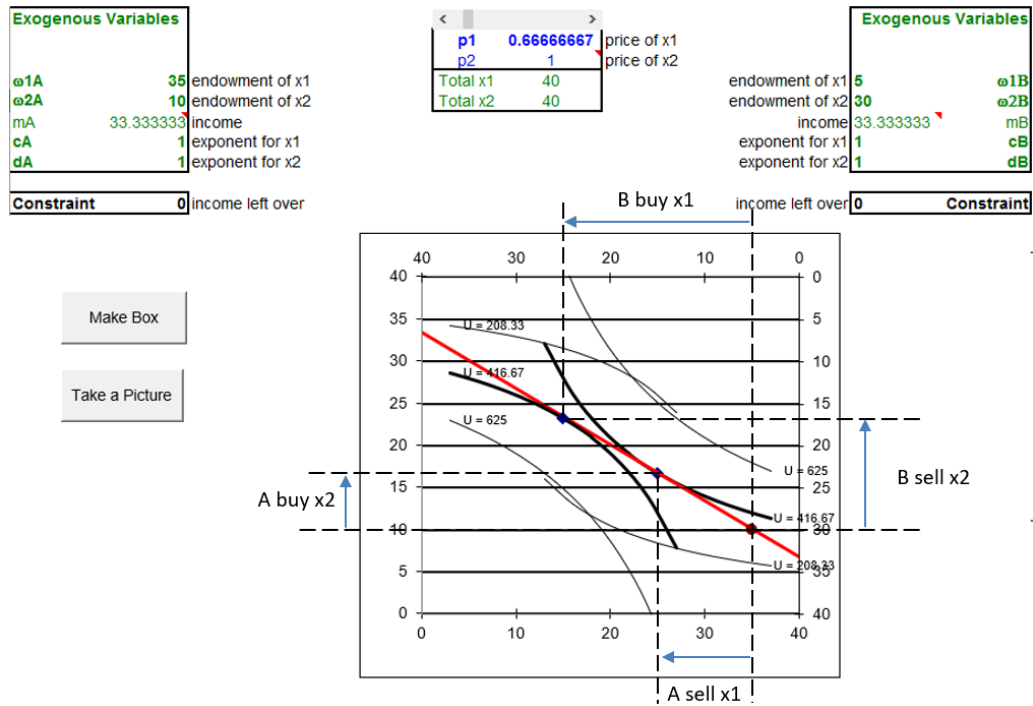 Exogenous Variables
ω1A 35 endowment of x1
ω2A 10 endowment of x2
mA 33.333333 income
cA 1 exponent for x1
dA 1 exponent for x2
Constraint 0 income left over
< >
p1 0.66666667 price of x1
p2 1 price of x2
Total x1 40
Total x2 40
Exogenous Variables
endowment of x1 5 ω1B
endowment of x2 30 ω2B
income 33.333333 mB
exponent for x1 1 cB
exponent for x2 1 dB
income left over 0 Constraint
B buy x1
Make Box
Take a Picture
40 30 20 10 0
40 0
35 5
U = 208.33
30 10
U = 416.67
25 15
U = 625
20 20
U = 625
B sell x2
A buy x2
15 25
U = 416.67
10 30
U = 208.33
5 35
0 40
0 10 20 30 40
A sell x1